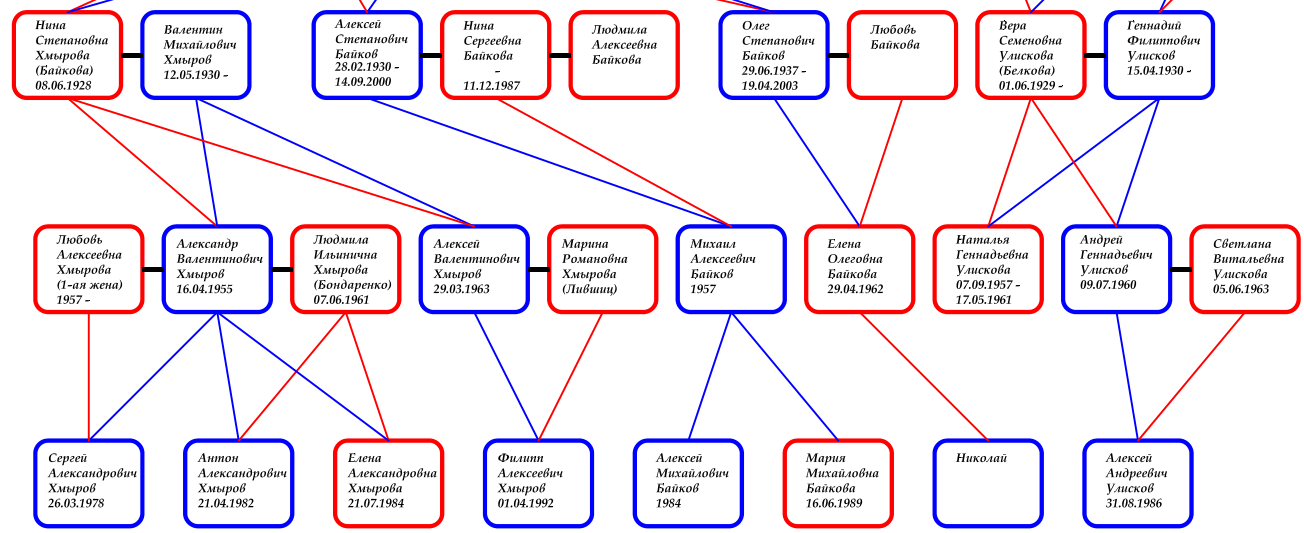 Нина
Степановна
Хмырова
(Байкова)
08.06.1928
Валентин
Михайлович
Хмыров
12.05.1930 -
Алексей
Степанович
Байков
28.02.1930 -
14.09.2000
Нина
Сергеевна
Байкова
-
11.12.1987
Людмила
Алексеевна
Байкова
Олег
Степанович
Байков
29.06.1937 -
19.04.2003
Любовь
Байкова
Вера
Семеновна
Улискова
(Белкова)
01.06.1929 -
Геннадий
Филиппович
Улисков
15.04.1930 -
Любовь
Алексеевна
Хмырова
(1-ая жена)
1957 -
Александр
Валентинович
Хмыров
16.04.1955
Людмила
Ильинична
Хмырова
(Бондаренко)
07.06.1961
Алексей
Валентинович
Хмыров
29.03.1963
Марина
Романовна
Хмырова
(Лившиц)
Михаил
Алексеевич
Байков
1957
Елена
Олеговна
Байкова
29.04.1962
Наталья
Геннадьевна
Улискова
07.09.1957 -
17.05.1961
Андрей
Геннадьевич
Улисков
09.07.1960
Светлана
Витальевна
Улискова
05.06.1963
Сергей
Александрович
Хмыров
26.03.1978
Антон
Александрович
Хмыров
21.04.1982
Елена
Александровна
Хмырова
21.07.1984
Филипп
Алексеевич
Хмыров
01.04.1992
Алексей
Михайлович
Байков
1984
Мария
Михайловна
Байкова
16.06.1989
Николай
Алексей
Андреевич
Улисков
31.08.1986